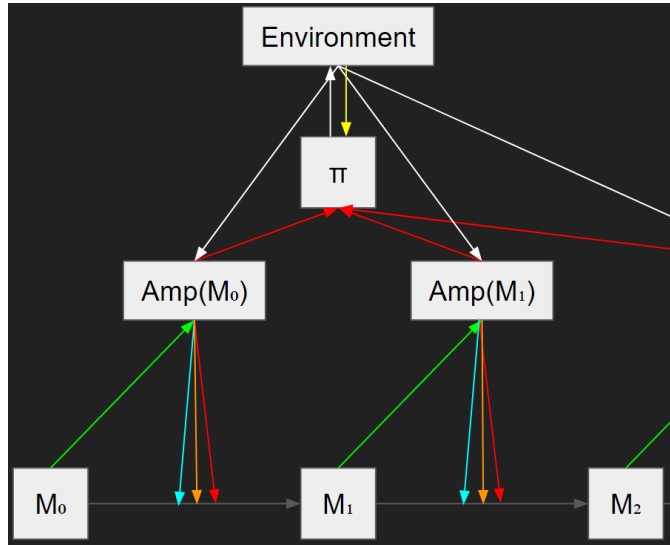 Environment
π
Amp(M₀)
Amp(M₁)
M₀
M₁
M₂